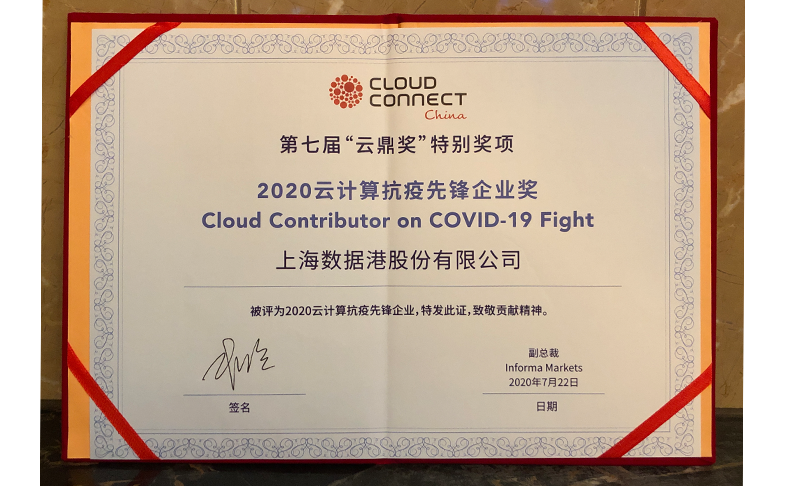 CLOUD
CONNECT
China
第七届“云鼎奖”特别奖项
2020云计算抗疫先锋企业奖
Cloud Contributor on COVID-19 Fight
上海数据港股份有限公司
被评为2020云计算抗疫先锋企业,特发此证,致敬贡献精神。
副总裁
Informa Markets
2020年7月22日
签名
日期